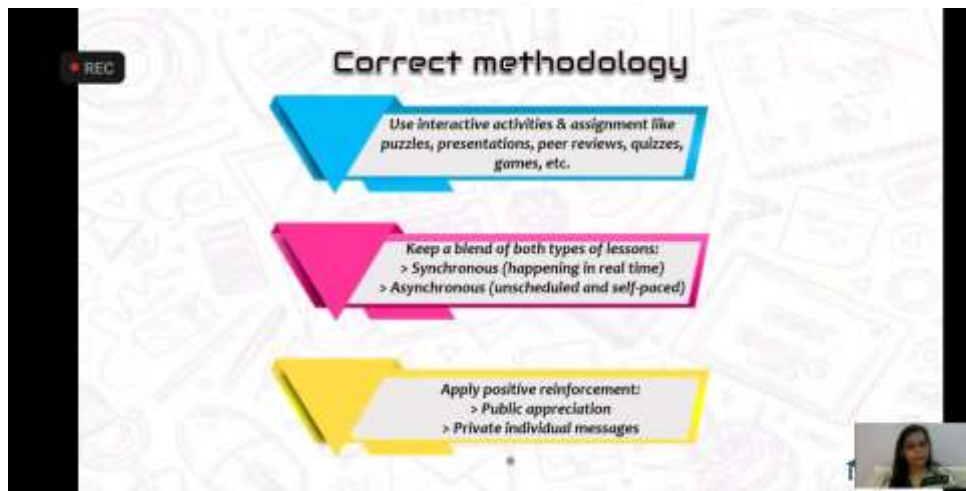 REC
Correct methodology
Use interactive activities & assignment like
puzzles, presentations, peer reviews, quizzes,
games, etc.
Keep a blend of both types of lessons:
> Synchronous (happening in real time)
> Asynchronous (unscheduled and self-paced)
Apply positive reinforcement:
> Public appreciation
> Private individual messages